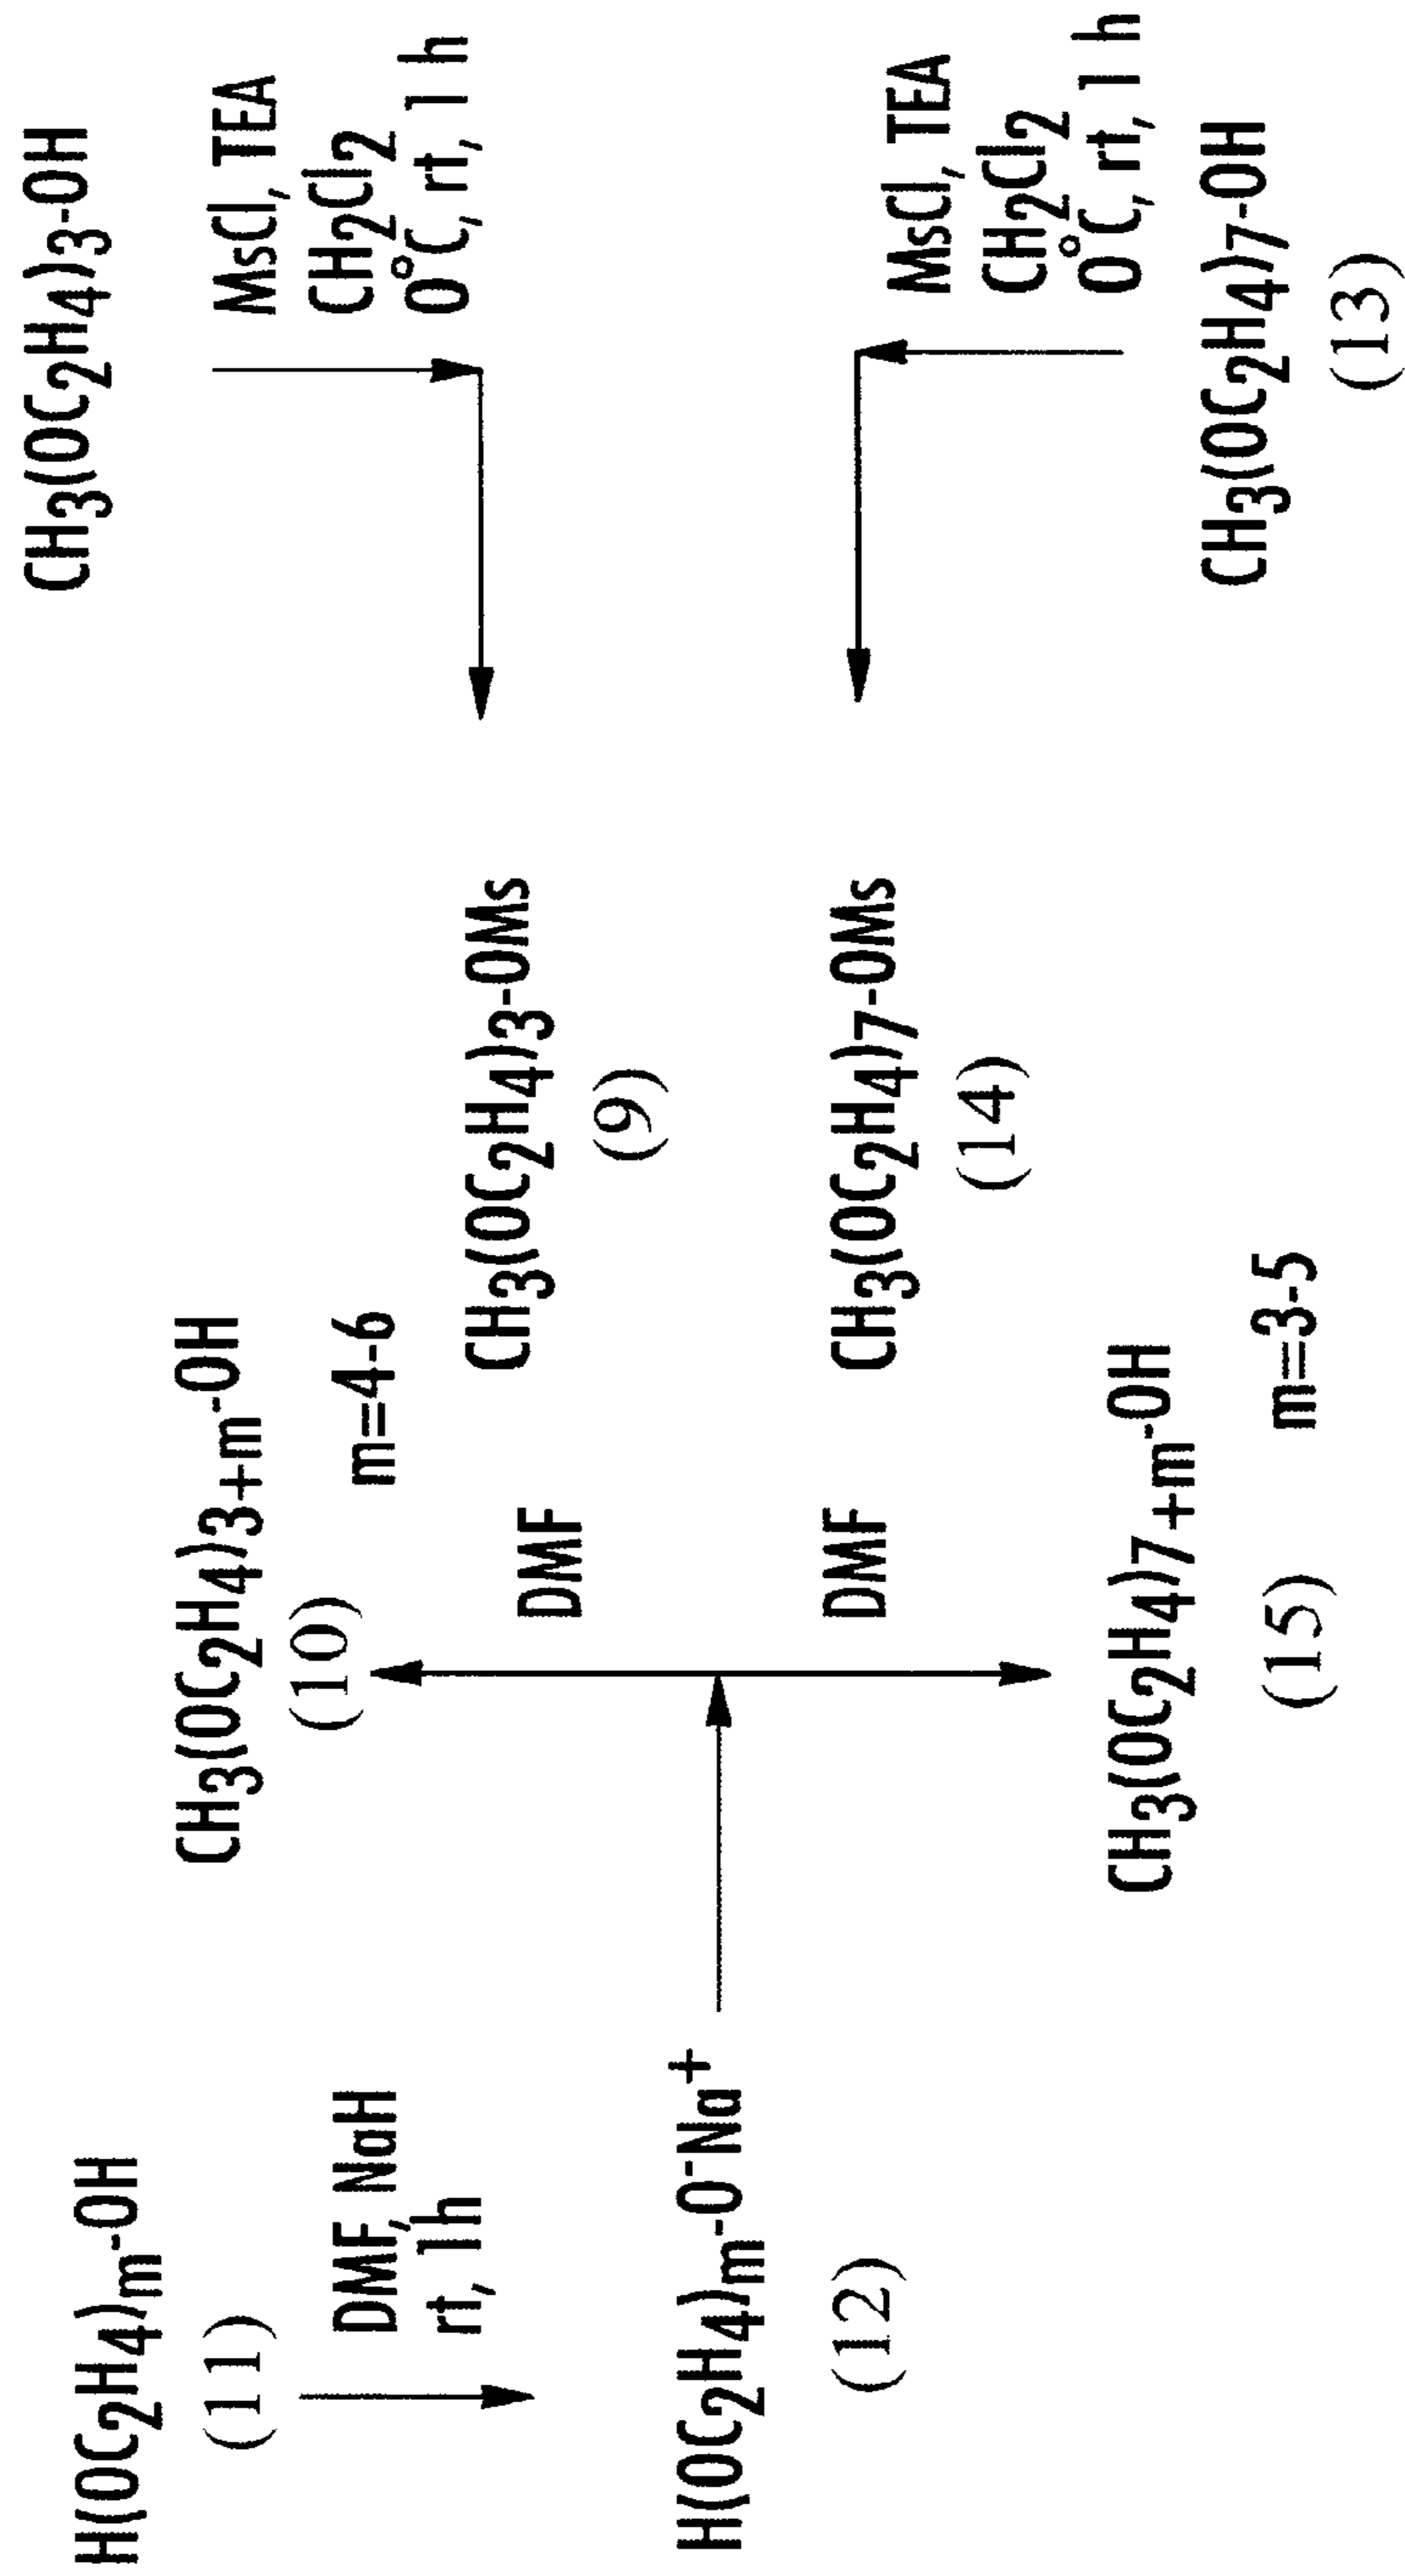 H(OC2H4)m-OH
(11)
DMF, NaH
rt, 1h
H(OC2H4)m-O-Na+
(12)
CH3(OC2H4)3+m-OH
(10)
m=4-6
DMF
DMF
CH3(OC2H4)7+m-OH
(15)
m=3-5
CH3(OC2H4)3-OMs
(9)
CH3(OC2H4)7-OMs
(14)
CH3(OC2H4)3-OH
MsCl, TEA
CH2Cl2
0°C, rt, 1 h
MsCl, TEA
CH2Cl2
0°C, rt, 1 h
CH3(OC2H4)7-OH
(13)